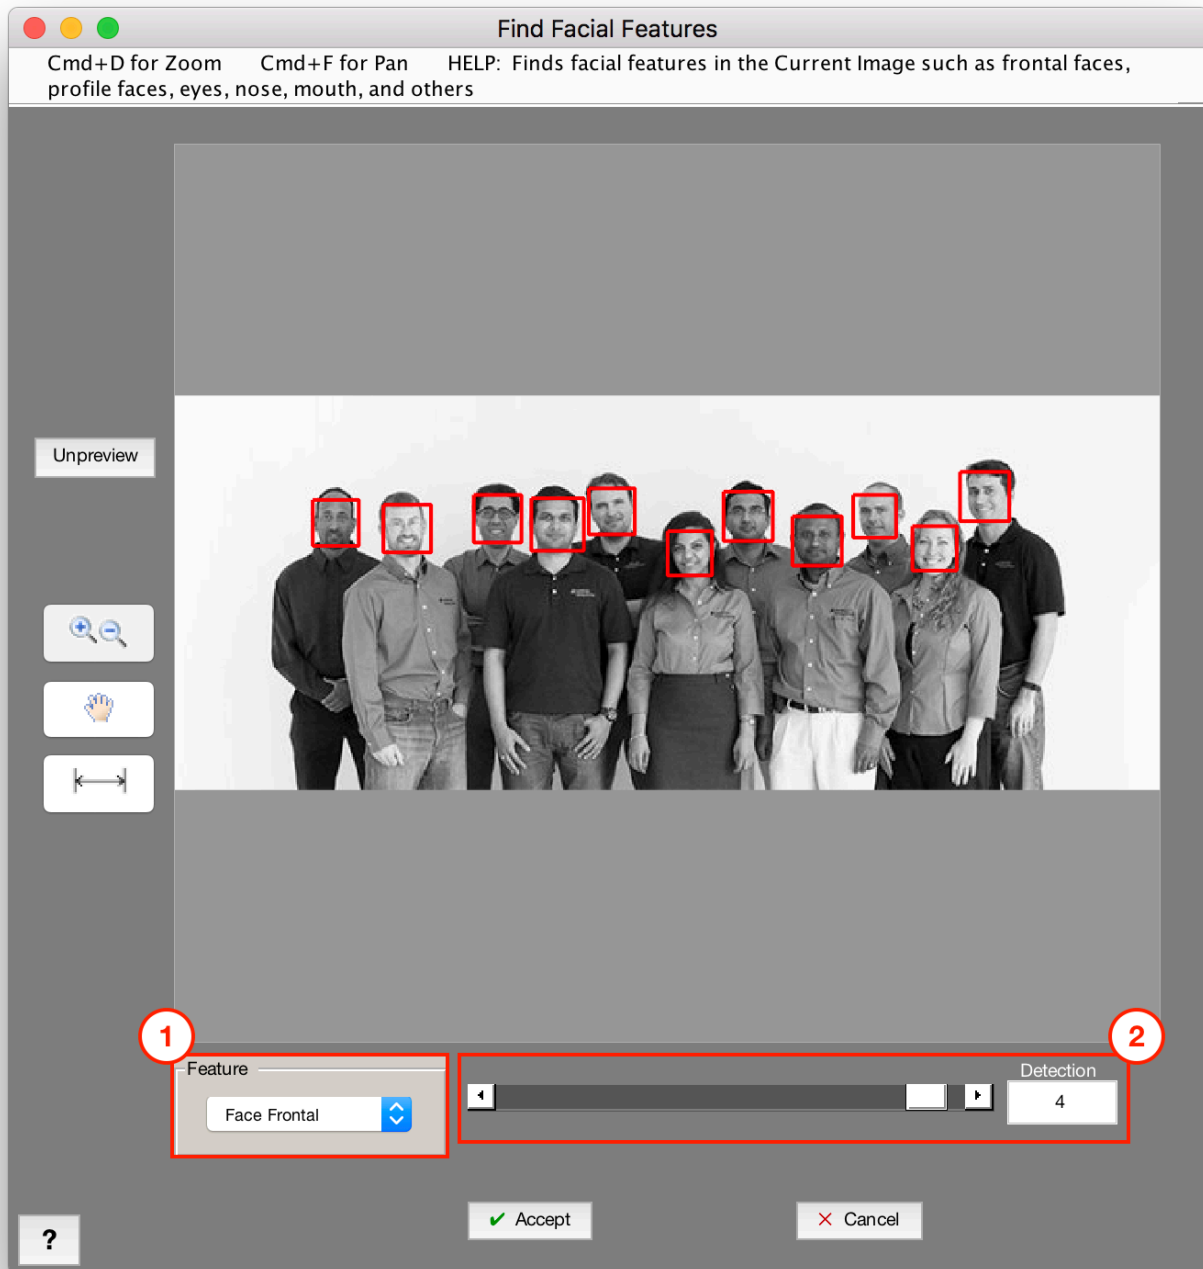 Find Facial Features
Cmd+D for Zoom Cmd+F for Pan HELP: Finds facial features in the Current Image such as frontal faces,
profile faces, eyes, nose, mouth, and others
Unpreview
1
2
Feature
Detection
Face Frontal
4
Accept
Cancel
?